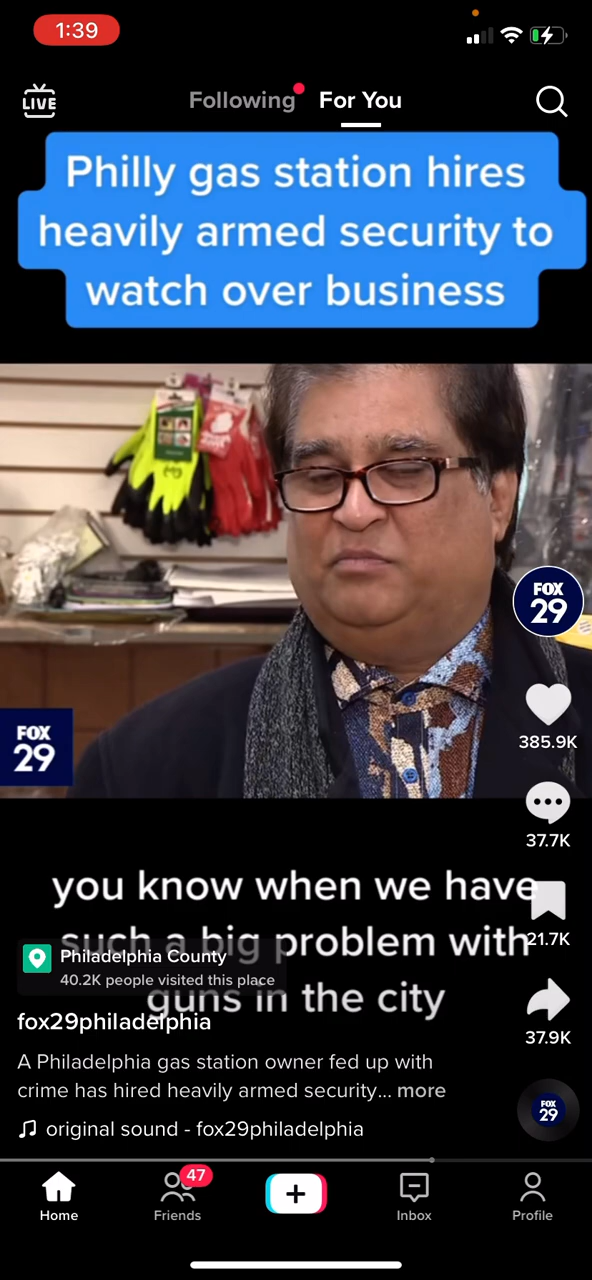 1:39
LIVE
Following For You
Philly gas station hires
heavily armed security to
watch over business
FOX
29
FOX
29
385.9K
37.7K
you know when we have
such a big problem with
guns in the city
21.7K
Philadelphia County
40.2K people visited this place
37.9K
fox29philadelphia
A Philadelphia gas station owner fed up with
crime has hired heavily armed security... more
FOX
29
original sound - fox29philadelphia
47
Home Friends Inbox Profile